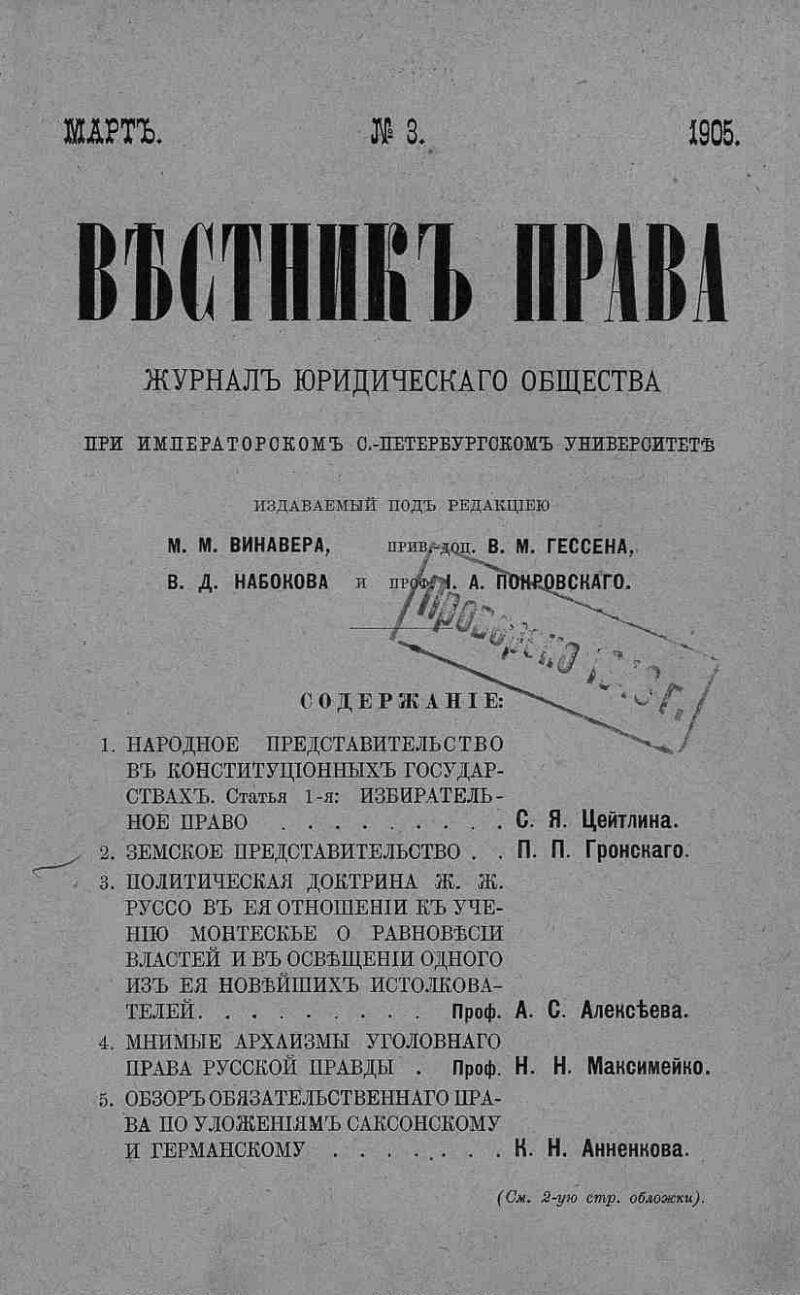 МАРТЪ. № 3. 1905.
ВѢСТНИКЪ ПРАВА
ЖУРНАЛЪ ЮРИДИЧЕСКАГО ОБЩЕСТВА
ПРИ ИМПЕРАТОРСКОМЪ С.-ПЕТЕРБУРГСКОМЪ УНИВЕРСИТЕТѢ
ИЗДАВАЕМЫЙ ПОДЪ РЕДАКЦІЕЮ
М. М. ВИНАВЕРА, ПРИВ.-ДОЦ. В. М. ГЕССЕНА,
В. Д. НАБОКОВА и ПРОФ. І. А. ПОКРОВСКАГО.
СОДЕРЖАНІЕ:
1. НАРОДНОЕ ПРЕДСТАВИТЕЛЬСТВО
ВЪ КОНСТИТУЦІОННЫХЪ ГОСУДАР-
СТВАХЪ. Статья 1-я: ИЗБИРАТЕЛЬ-
НОЕ ПРАВО . . . . . . . . . С. Я. Цейтлина.
2. ЗЕМСКОЕ ПРЕДСТАВИТЕЛЬСТВО . . П. П. Гронскаго.
3. ПОЛИТИЧЕСКАЯ ДОКТРИНА Ж. Ж.
РУССО ВЪ ЕЯ ОТНОШЕНІИ КЪ УЧЕ-
НІЮ МОНТЕСКЬЕ О РАВНОВѢСІИ
ВЛАСТЕЙ И ВЪ ОСВѢЩЕНІИ ОДНОГО
ИЗЪ ЕЯ НОВѢЙШИХЪ ИСТОЛКОВА-
ТЕЛЕЙ. . . . . . . . . Проф. А. С. Алексѣева.
4. МНИМЫЕ АРХАИЗМЫ УГОЛОВНАГО
ПРАВА РУССКОЙ ПРАВДЫ . Проф. Н. Н. Максимейко.
5. ОБЗОРЪ ОБЯЗАТЕЛЬСТВЕННАГО ПРА-
ВА ПО УЛОЖЕНІЯМЪ САКСОНСКОМУ
И ГЕРМАНСКОМУ . . . . . . . . К. Н. Анненкова.
(См. 2-ую стр. обложки).